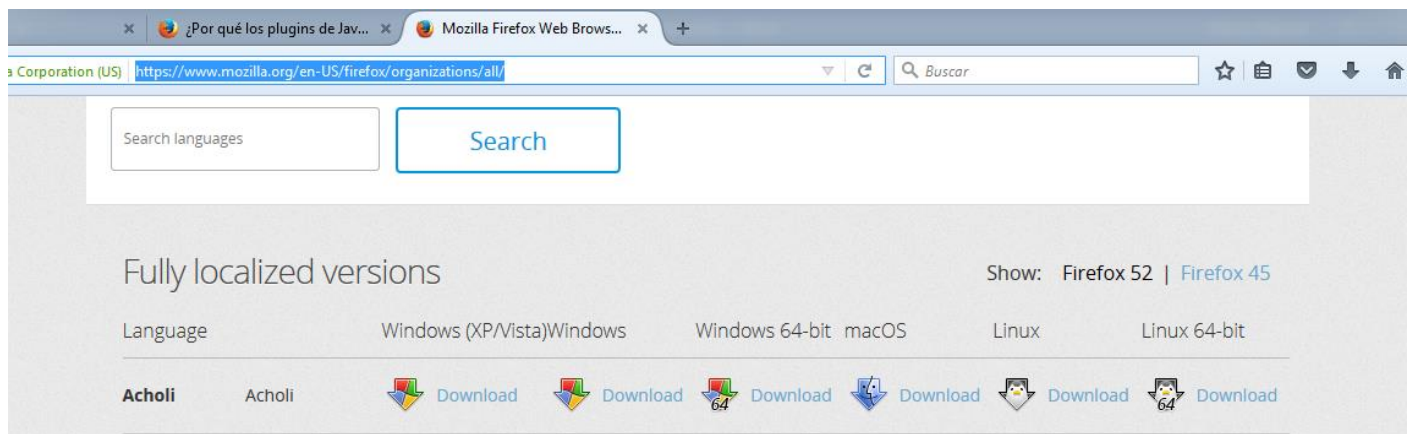 ¿Por qué los plugins de Jav... Mozilla Firefox Web Brows...
a Corporation (US) https://www.mozilla.org/en-US/firefox/organizations/all/ Buscar
Search languages Search
Fully localized versions Show: Firefox 52 | Firefox 45
Language Windows (XP/Vista)Windows Windows 64-bit macOS Linux Linux 64-bit
Acholi Acholi Download Download 64 Download Download Download 64 Download